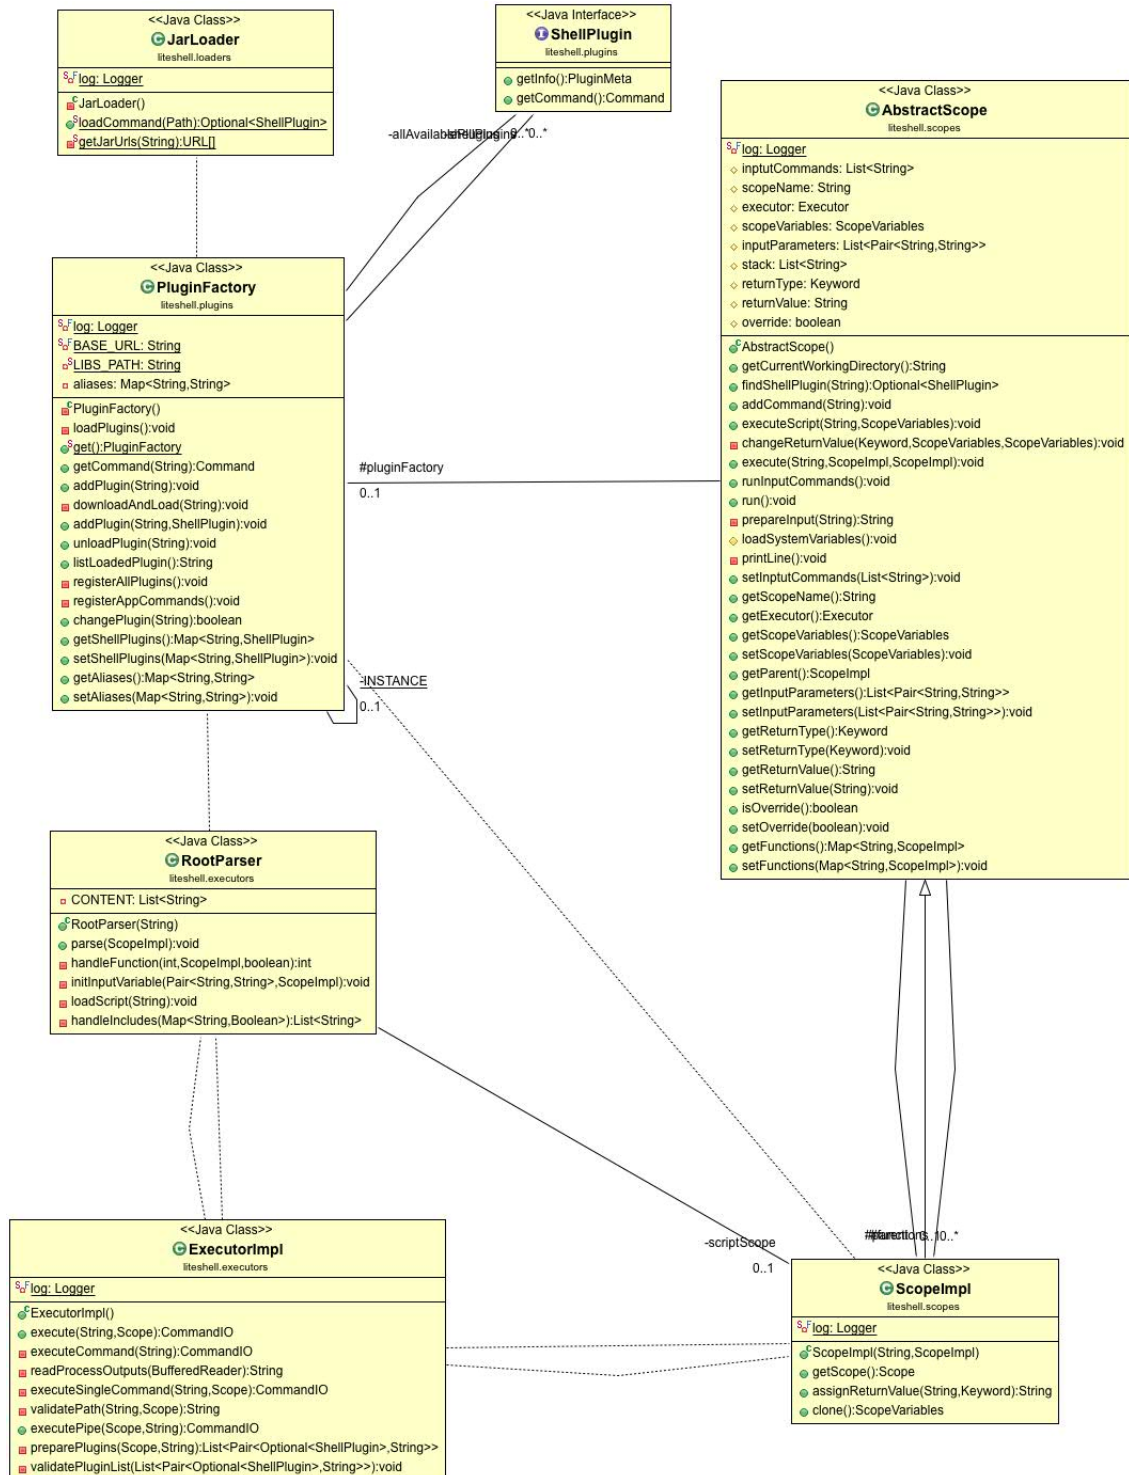 <<Java Class>>
JarLoader
liteshell.loaders
log: Logger
JarLoader()
loadCommand(Path):Optional<ShellPlugin>
getJarUrls(String):URL[]
<<Java Interface>>
ShellPlugin
liteshell.plugins
getInfo():PluginMeta
getCommand():Command
0..*
<<Java Class>>
AbstractScope
liteshell.scopes
log: Logger
inptutCommands: List<String>
scopeName: String
executor: Executor
scopeVariables: ScopeVariables
inputParameters: List<Pair<String,String>>
stack: List<String>
returnType: Keyword
returnValue: String
override: boolean
AbstractScope()
getCurrentWorkingDirectory():String
findShellPlugin(String):Optional<ShellPlugin>
addCommand(String):void
executeScript(String,ScopeVariables):void
changeReturnValue(Keyword,ScopeVariables,ScopeVariables):void
execute(String,ScopeImpl,ScopeImpl):void
runInputCommands():void
run():void
prepareInput(String):String
loadSystemVariables():void
printLine():void
setInptutCommands(List<String>):void
getScopeName():String
getExecutor():Executor
getScopeVariables():ScopeVariables
setScopeVariables(ScopeVariables):void
getParent():ScopeImpl
getInputParameters():List<Pair<String,String>>
setInputParameters(List<Pair<String,String>>):void
getReturnType():Keyword
setReturnType(Keyword):void
getReturnValue():String
setReturnValue(String):void
isOverride():boolean
setOverride(boolean):void
getFunctions():Map<String,ScopeImpl>
setFunctions(Map<String,ScopeImpl>):void
<<Java Class>>
PluginFactory
liteshell.plugins
log: Logger
BASE_URL: String
LIBS_PATH: String
aliases: Map<String,String>
PluginFactory()
loadPlugins():void
get():PluginFactory
getCommand(String):Command
addPlugin(String):void
downloadAndLoad(String):void
addPlugin(String,ShellPlugin):void
unloadPlugin(String):void
listLoadedPlugin():String
registerAllPlugins():void
registerAppCommands():void
changePlugin(String):boolean
getShellPlugins():Map<String,ShellPlugin>
setShellPlugins(Map<String,ShellPlugin>):void
getAliases():Map<String,String>
setAliases(Map<String,String>):void
#pluginFactory
0..1
-INSTANCE
0..1
<<Java Class>>
RootParser
liteshell.executors
CONTENT: List<String>
RootParser(String)
parse(ScopeImpl):void
handleFunction(int,ScopeImpl,boolean):int
initInputVariable(Pair<String,String>,ScopeImpl):void
loadScript(String):void
handleIncludes(Map<String,Boolean>):List<String>
-scriptScope
0..1
0..*
<<Java Class>>
ExecutorImpl
liteshell.executors
log: Logger
ExecutorImpl()
execute(String,Scope):CommandIO
executeCommand(String):CommandIO
readProcessOutputs(BufferedReader):String
executeSingleCommand(String,Scope):CommandIO
validatePath(String,Scope):String
executePipe(Scope,String):CommandIO
preparePlugins(Scope,String):List<Pair<Optional<ShellPlugin>,String>>
validatePluginList(List<Pair<Optional<ShellPlugin>,String>>):void
<<Java Class>>
ScopeImpl
liteshell.scopes
log: Logger
ScopeImpl(String,ScopeImpl)
getScope():Scope
assignReturnValue(String,Keyword):String
clone():ScopeVariables